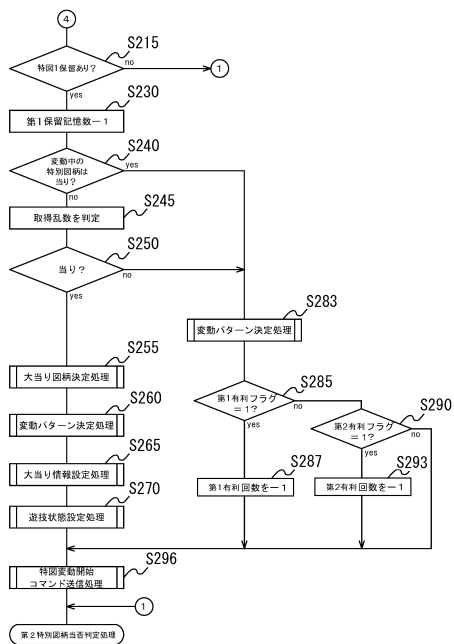 4
S215
特図1保留あり?
no
1
yes
S230
第1保留記憶数ー1
S240
変動中の
特別図柄は
当り?
yes
no
S245
取得乱数を判定
S250
当り?
no
yes
S283
変動パターン決定処理
S255
大当り図柄決定処理
S285
第1有利フラグ
=1?
no
yes
S290
第2有利フラグ
=1?
no
yes
S260
変動パターン決定処理
S265
大当り情報設定処理
S287
第1有利回数をー1
S293
第2有利回数をー1
S270
遊技状態設定処理
S296
特図変動開始
コマンド送信処理
1
第2特別図柄当否判定処理